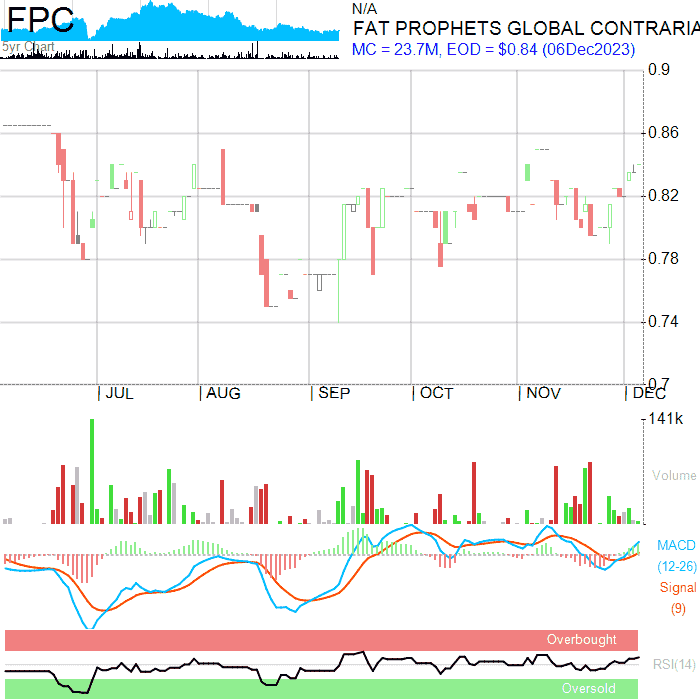 FPC
N/A
FAT PROPHETS GLOBAL CONTRARIA
5yr Chart
MC = 23.7M, EOD = $0.84 (06Dec2023)
0.9
0.86
0.82
0.78
0.74
0.7
JUL
AUG
SEP
OCT
NOV
DEC
141k
Volume
MACD
(12-26)
Signal
(9)
Overbought
RSI(14)
Oversold